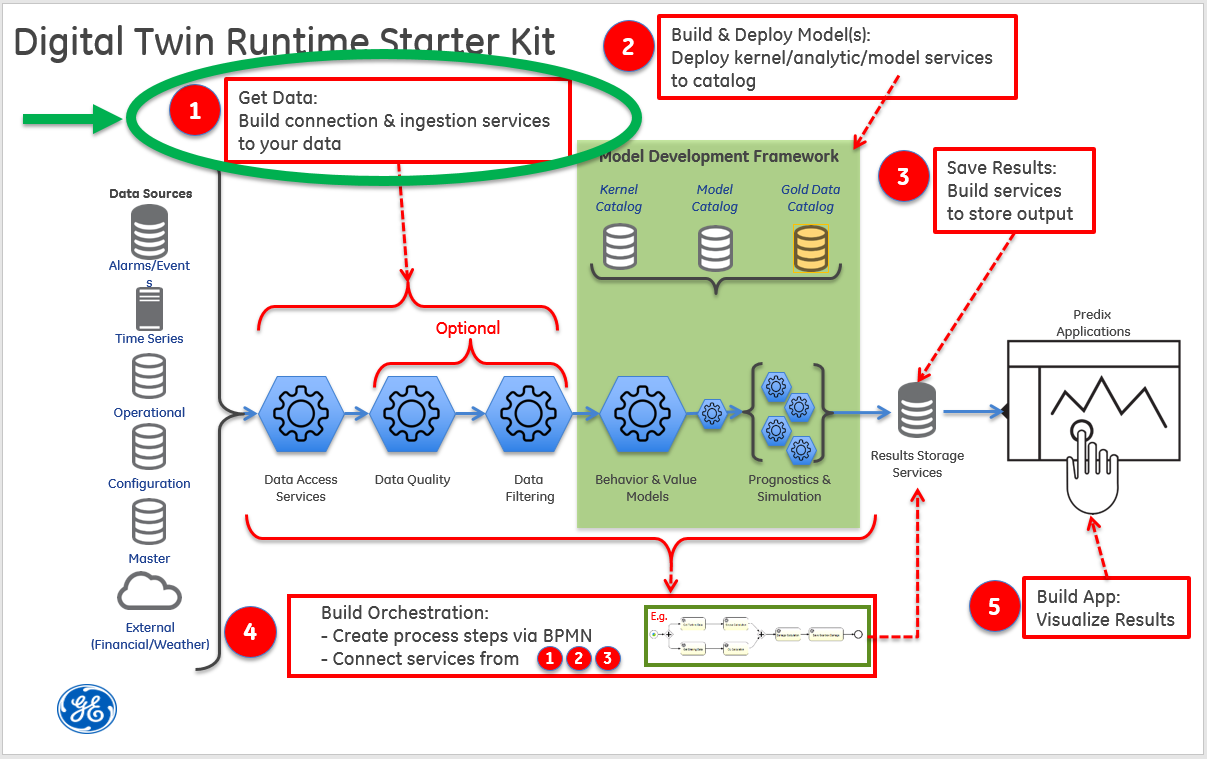 Digital Twin Runtime Starter Kit
1
Get Data:
Build connection & ingestion services
to your data
2
Build & Deploy Model(s):
Deploy kernel/analytic/model services
to catalog
Model Development Framework
Kernel
Catalog
Model
Catalog
Gold Data
Catalog
3
Save Results:
Build services
to store output
Data Sources
Alarms/Event
s
Time Series
Operational
Configuration
Master
External
(Financial/Weather)
Optional
Data Access
Services
Data Quality
Data
Filtering
Behavior & Value
Models
Prognostics &
Simulation
Results Storage
Services
Predix
Applications
4
Build Orchestration:
- Create process steps via BPMN
- Connect services from 1 2 3
E.g.
5
Build App:
Visualize Results
GE